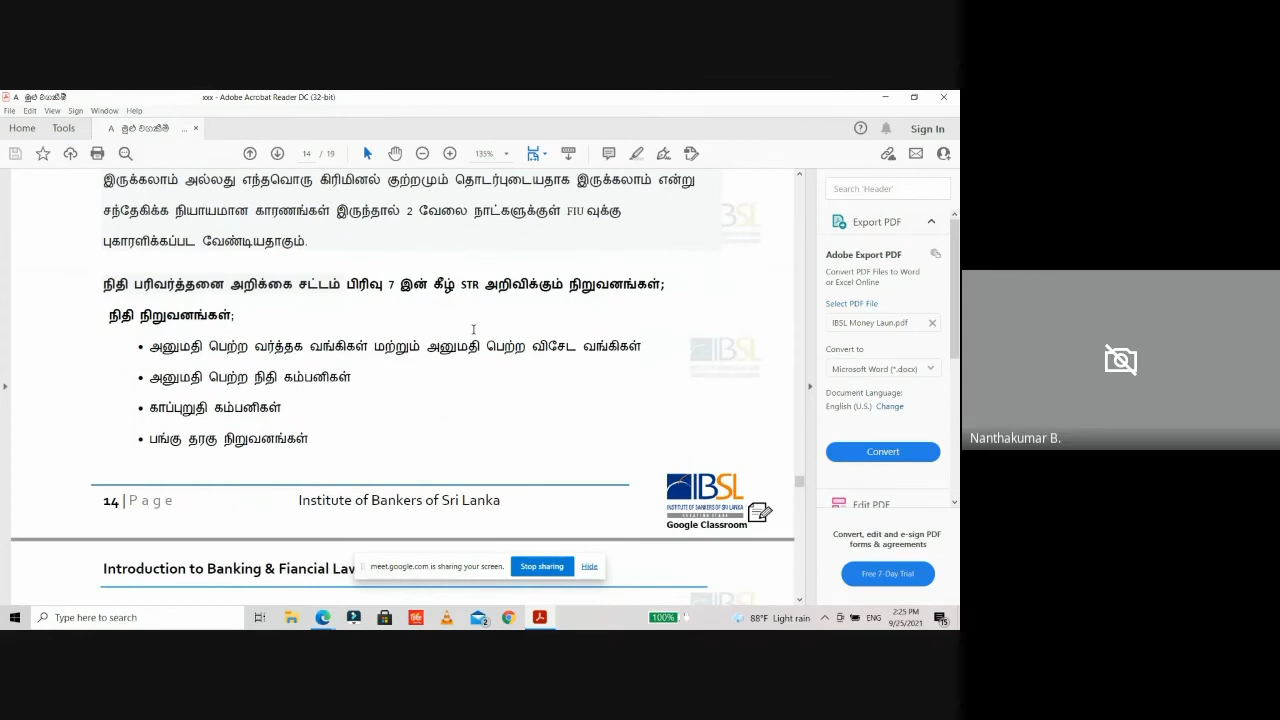 xxx - Adobe Acrobat Reader DC (32-bit)
File Edit View Sign Window Help
Home Tools A ... ×
Sign In
14 / 19 135%
இருக்கலாம் அல்லது எந்தவொரு கிரிமினல் குற்றமும் தொடர்புடையதாக இருக்கலாம் என்று
சந்தேகிக்க நியாயமான காரணங்கள் இருந்தால் 2 வேலை நாட்களுக்குள் FIU வுக்கு
புகாரளிக்கப்பட வேண்டியதாகும்.
நிதி பரிவர்த்தனை அறிக்கை சட்டம் பிரிவு 7 இன் கீழ் STR அறிவிக்கும் நிறுவனங்கள்;
நிதி நிறுவனங்கள்;
• அனுமதி பெற்ற வர்த்தக வங்கிகள் மற்றும் அனுமதி பெற்ற விசேட வங்கிகள்
• அனுமதி பெற்ற நிதி கம்பனிகள்
• காப்புறுதி கம்பனிகள்
• பங்கு தரகு நிறுவனங்கள்
14 | Page Institute of Bankers of Sri Lanka
IBSL
INSTITUTE OF BANKERS OF SRI LANKA
Google Classroom
Introduction to Banking & Fiancial Law
meet.google.com is sharing your screen. Stop sharing Hide
Search 'Header'
Export PDF
Adobe Export PDF
Convert PDF Files to Word
or Excel Online
Select PDF File
IBSL Money Laun.pdf
Convert to
Microsoft Word (*.docx)
Document Language:
English (U.S.) Change
Convert
Edit PDF
Convert, edit and e-sign PDF
forms & agreements
Free 7-Day Trial
Type here to search
100%
88°F Light rain
ENG
2:25 PM
9/25/2021
Nanthakumar B.